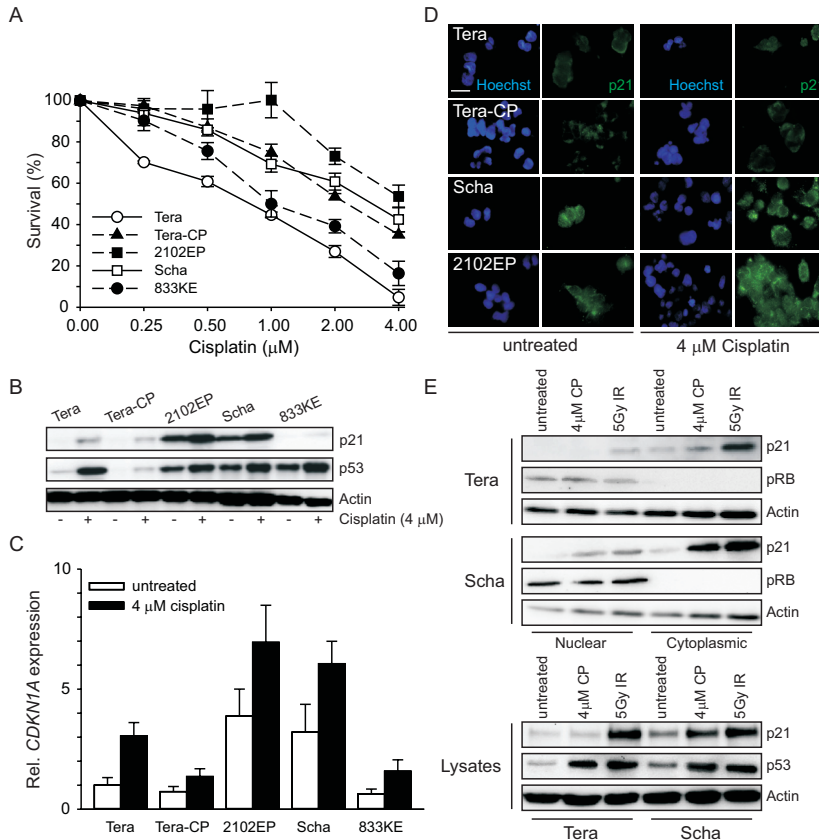 A
100
80
60
40
20
0
Survival (%)
Tera
Tera-CP
2102EP
Scha
833KE
0.00 0.25 0.50 1.00 2.00 4.00
Cisplatin (μM)
B
Tera Tera-CP 2102EP Scha 833KE
p21
p53
Actin
- + - + - + - + - + Cisplatin (4 μM)
C
10
5
0
Rel. CDKN1A expression
untreated
4 μM cisplatin
Tera Tera-CP 2102EP Scha 833KE
D
Tera
Hoechst p21 Hoechst p2
Tera-CP
Scha
2102EP
untreated 4 μM Cisplatin
E
untreated 4μM CP 5Gy IR untreated 4μM CP 5Gy IR
Tera
p21
pRB
Actin
Scha
p21
pRB
Actin
Nuclear Cytoplasmic
untreated 4μM CP 5Gy IR untreated 4μM CP 5Gy IR
Lysates
p21
p53
Actin
Tera Scha